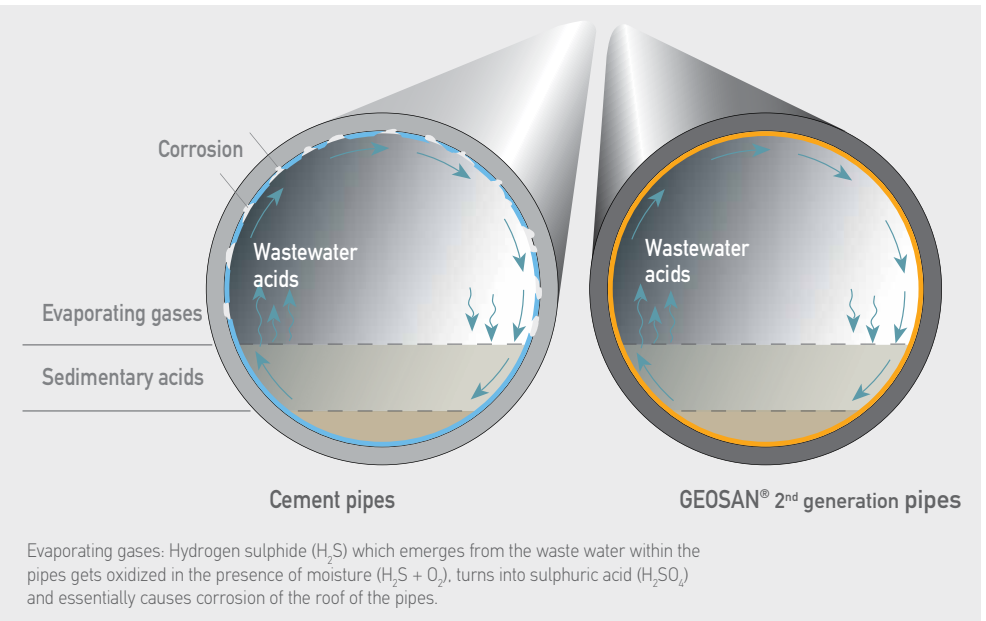 Corrosion
Wastewater
acids
Wastewater
acids
Evaporating gases
Sedimentary acids
Cement pipes
GEOSAN® 2nd generation pipes
Evaporating gases: Hydrogen sulphide (H2S) which emerges from the waste water within the
pipes gets oxidized in the presence of moisture (H2S + O2), turns into sulphuric acid (H2SO4)
and essentially causes corrosion of the roof of the pipes.